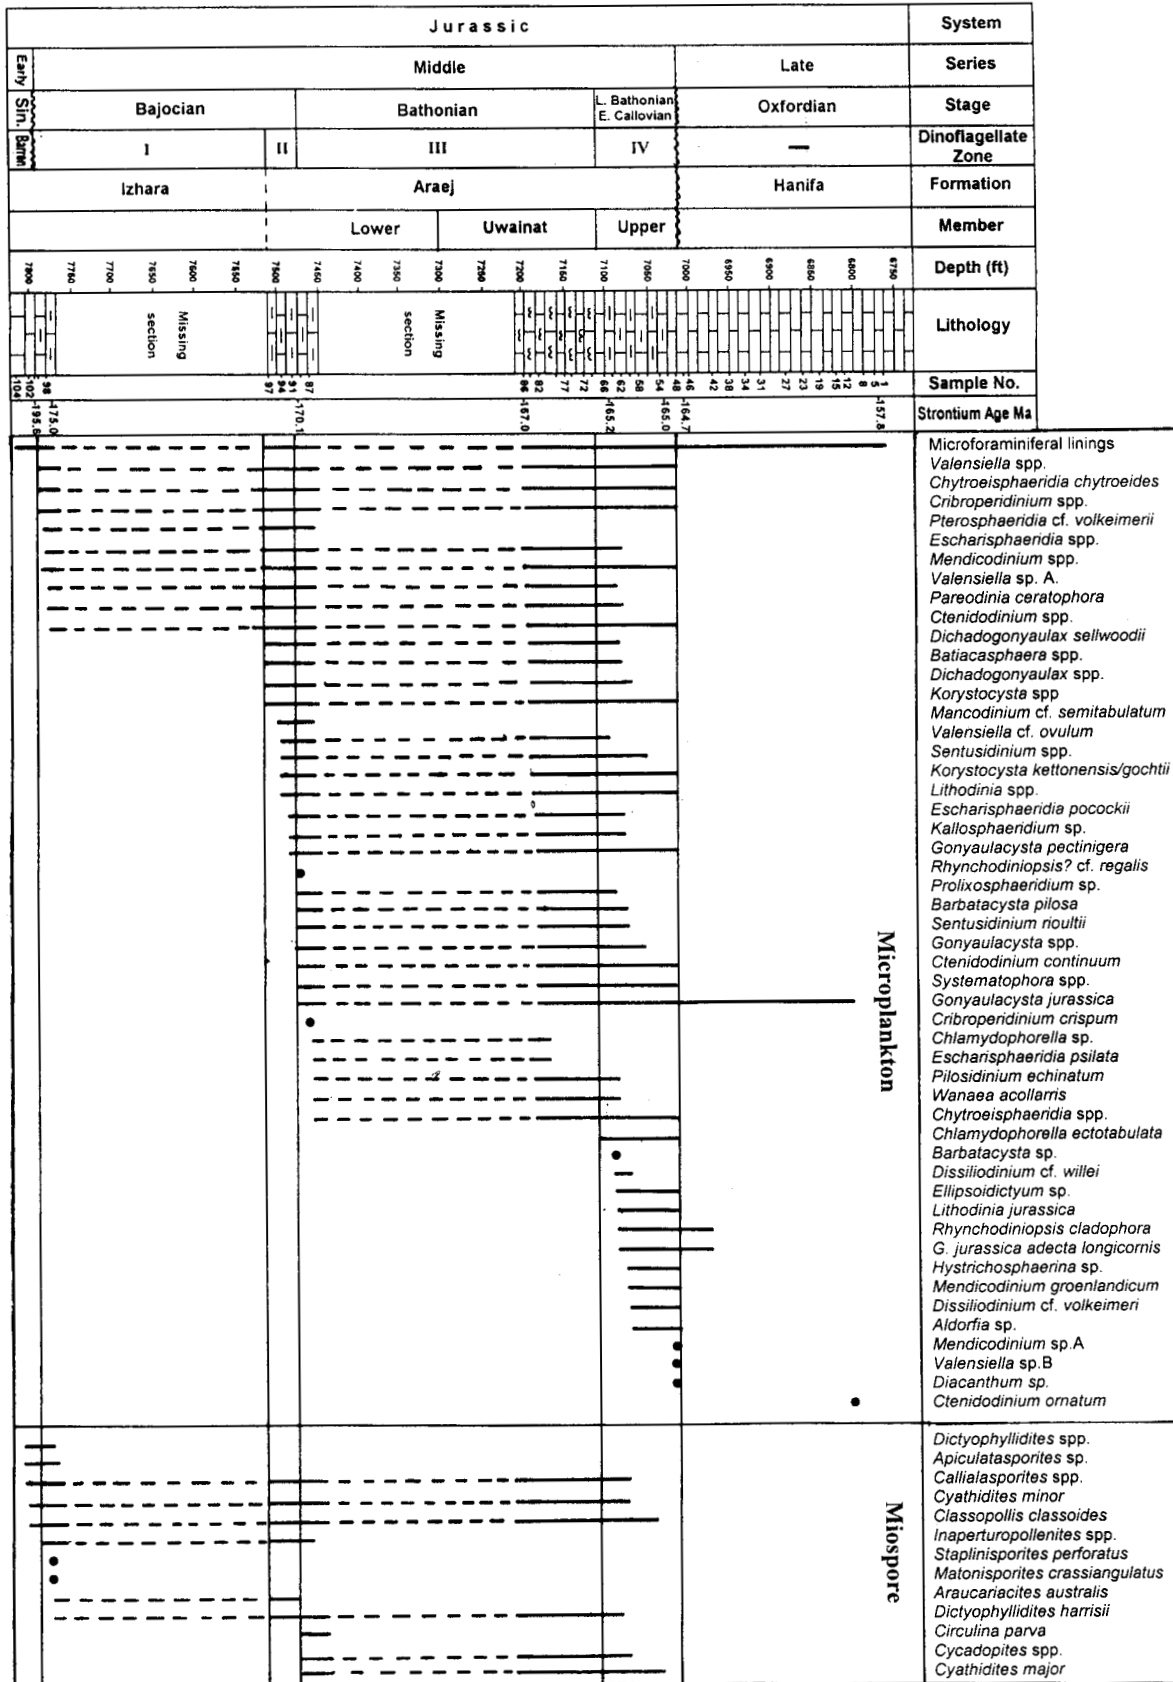 Jurassic System
Early Middle Late Series
Sin. Bajocian Bathonian L. Bathonian E. Callovian Oxfordian Stage
Barren I II III IV — Dinoflagellate Zone
Izhara Araej Hanifa Formation
Lower Uwainat Upper Member
7800 7750 7700 7650 7600 7550 7500 7450 7400 7350 7300 7250 7200 7150 7100 7050 7000 6950 6900 6850 6800 6750 Depth (ft)
Missing section Missing section Lithology
104 102 98 97 94 91 87 86 82 77 72 66 62 58 54 48 46 42 38 34 31 27 23 19 15 12 8 5 1 Sample No.
-175.0 -170.1 -167.0 -165.2 -165.0 -164.7 -157.8 Strontium Age Ma
Microplankton
Microforaminiferal linings
Valensiella spp.
Chytroeisphaeridia chytroeides
Cribroperidinium spp.
Pterosphaeridia cf. volkeimerii
Escharisphaeridia spp.
Mendicodinium spp.
Valensiella sp. A.
Pareodinia ceratophora
Ctenidodinium spp.
Dichadogonyaulax sellwoodii
Batiacasphaera spp.
Dichadogonyaulax spp.
Korystocysta spp
Mancodinium cf. semitabulatum
Valensiella cf. ovulum
Sentusidinium spp.
Korystocysta kettonensis/gochtii
Lithodinia spp.
Escharisphaeridia pocockii
Kallosphaeridium sp.
Gonyaulacysta pectinigera
Rhynchodiniopsis? cf. regalis
Prolixosphaeridium sp.
Barbatacysta pilosa
Sentusidinium rioultii
Gonyaulacysta spp.
Ctenidodinium continuum
Systematophora spp.
Gonyaulacysta jurassica
Cribroperidinium crispum
Chlamydophorella sp.
Escharisphaeridia psilata
Pilosidinium echinatum
Wanaea acollaris
Chytroeisphaeridia spp.
Chlamydophorella ectotabulata
Barbatacysta sp.
Dissiliodinium cf. willei
Ellipsoidictyum sp.
Lithodinia jurassica
Rhynchodiniopsis cladophora
G. jurassica adecta longicornis
Hystrichosphaerina sp.
Mendicodinium groenlandicum
Dissiliodinium cf. volkeimeri
Aldorfia sp.
Mendicodinium sp.A
Valensiella sp.B
Diacanthum sp.
Ctenidodinium ornatum
Miospore
Dictyophyllidites spp.
Apiculatasporites sp.
Callialasporites spp.
Cyathidites minor
Classopollis classoides
Inaperturopollenites spp.
Staplinisporites perforatus
Matonisporites crassiangulatus
Araucariacites australis
Dictyophyllidites harrisii
Circulina parva
Cycadopites spp.
Cyathidites major